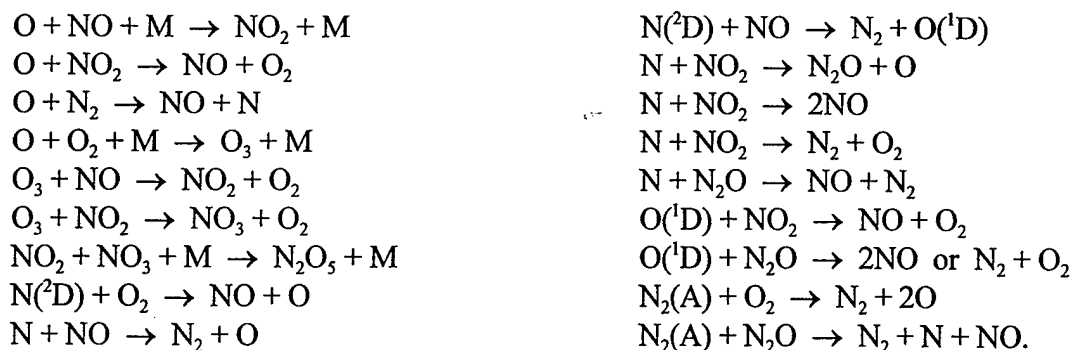 O + NO + M → NO₂ + M
O + NO₂ → NO + O₂
O + N₂ → NO + N
O + O₂ + M → O₃ + M
O₃ + NO → NO₂ + O₂
O₃ + NO₂ → NO₃ + O₂
NO₂ + NO₃ + M → N₂O₅ + M
N(²D) + O₂ → NO + O
N + NO → N₂ + O
N(²D) + NO → N₂ + O(¹D)
N + NO₂ → N₂O + O
N + NO₂ → 2NO
N + NO₂ → N₂ + O₂
N + N₂O → NO + N₂
O(¹D) + NO₂ → NO + O₂
O(¹D) + N₂O → 2NO or N₂ + O₂
N₂(A) + O₂ → N₂ + 2O
N₂(A) + N₂O → N₂ + N + NO.